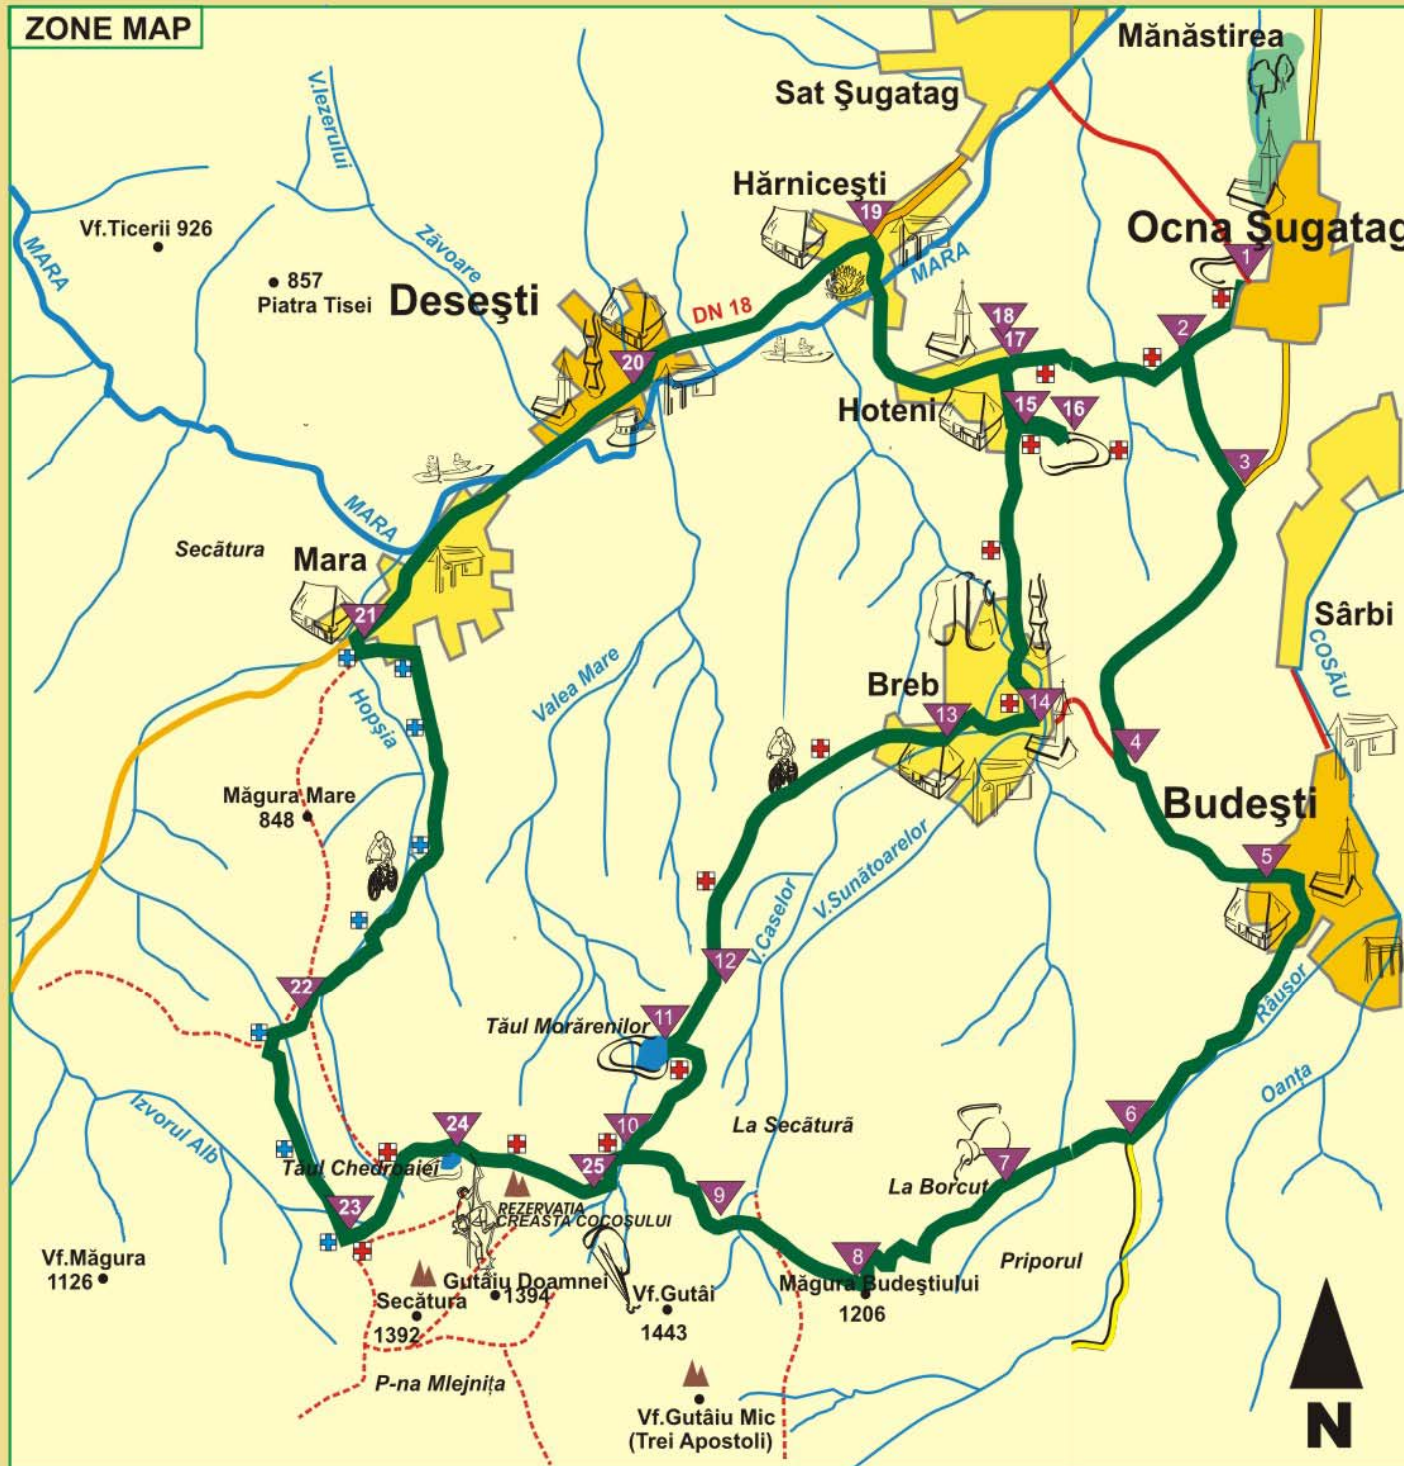 ZONE MAP
Mănăstirea
Sat Şugatag
V.Iezerului
Hărniceşti
19
Vf.Ticerii 926
Ocna Şugatag
1
MARA
Zăvoare
MARA
857
Piatra Tisei
Deseşti
DN 18
18
17
2
20
Hoteni
15
16
3
MARA
Secătura
Mara
21
Sârbi
COSĂU
Valea Mare
Breb
13
14
Hopşia
4
Măgura Mare
848
Budeşti
5
V.Sunătoarelor
V.Caselor
12
22
Râuşor
Tăul Morărenilor
11
Oanţa
Izvorul Alb
24
10
La Secătură
6
Tăul Chedroaiei
25
7
23
9
La Borcut
REZERVAŢIA
CREASTA COCOŞULUI
Vf.Măgura
1126
8
Priporul
Gutâiu Doamnei
1394
Măgura Budeştiului
1206
Secătura
1392
Vf.Gutâi
1443
P-na Mlejniţa
Vf.Gutâiu Mic
(Trei Apostoli)
N